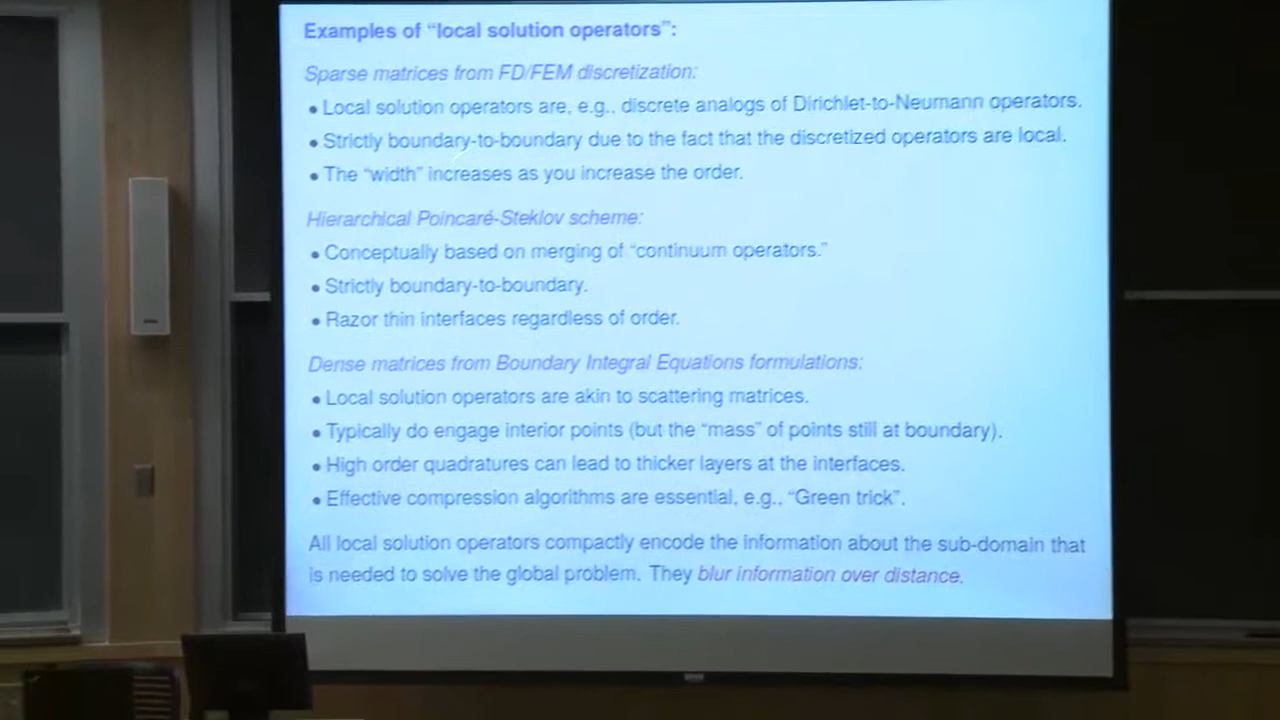 Examples of “local solution operators”:
Sparse matrices from FD/FEM discretization:
• Local solution operators are, e.g., discrete analogs of Dirichlet-to-Neumann operators.
• Strictly boundary-to-boundary due to the fact that the discretized operators are local.
• The “width” increases as you increase the order.
Hierarchical Poincaré-Steklov scheme:
• Conceptually based on merging of “continuum operators.”
• Strictly boundary-to-boundary.
• Razor thin interfaces regardless of order.
Dense matrices from Boundary Integral Equations formulations:
• Local solution operators are akin to scattering matrices.
• Typically do engage interior points (but the “mass” of points still at boundary).
• High order quadratures can lead to thicker layers at the interfaces.
• Effective compression algorithms are essential, e.g., “Green trick”.
All local solution operators compactly encode the information about the sub-domain that
is needed to solve the global problem. They blur information over distance.